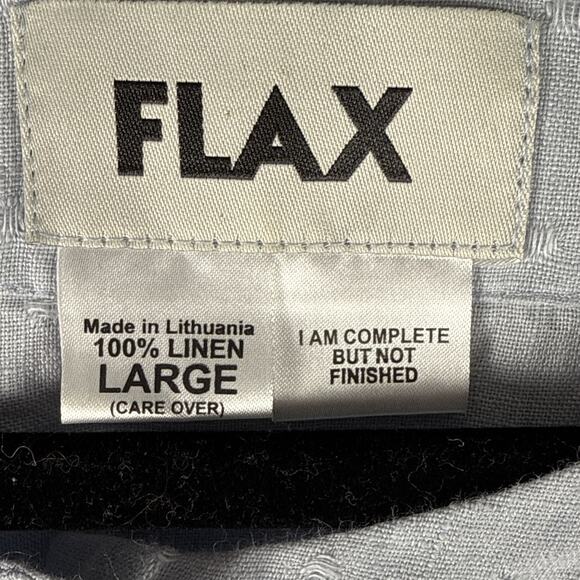 FLAX
Made in Lithuania
100% LINEN
LARGE
(CARE OVER)
I AM COMPLETE
BUT NOT
FINISHED